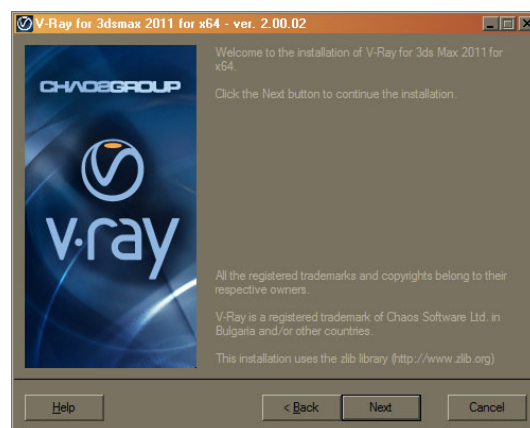 V-Ray for 3dsmax 2011 for x64 - ver. 2.00.02
CHAOSGROUP
v·ray
Welcome to the installation of V-Ray for 3ds Max 2011 for
x64.
Click the Next button to continue the installation.
All the registered trademarks and copyrights belong to their
respective owners.
V-Ray is a registered trademark of Chaos Software Ltd. in
Bulgaria and/or other countries.
This installation uses the zlib library (http://www.zlib.org)
Help
< Back
Next
Cancel